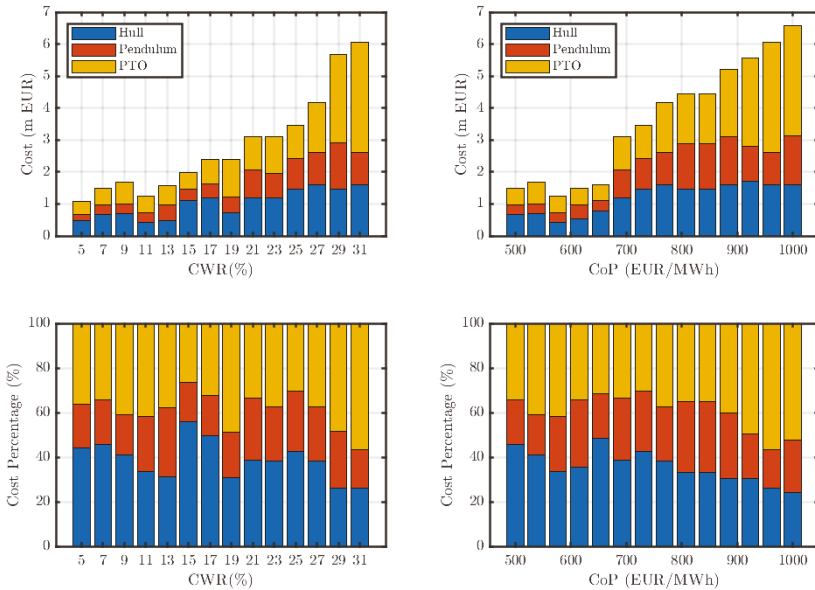 7
6
5
4
3
2
1
0
Cost (m EUR)
Hull
Pendulum
PTO
5 7 9 11 13 15 17 19 21 23 25 27 29 31
CWR(%)
7
6
5
4
3
2
1
0
Cost (m EUR)
Hull
Pendulum
PTO
500 600 700 800 900 1000
CoP (EUR/MWh)
100
80
60
40
20
0
Cost Percentage (%)
5 7 9 11 13 15 17 19 21 23 25 27 29 31
CWR(%)
100
80
60
40
20
0
Cost Percentage (%)
500 600 700 800 900 1000
CoP (EUR/MWh)